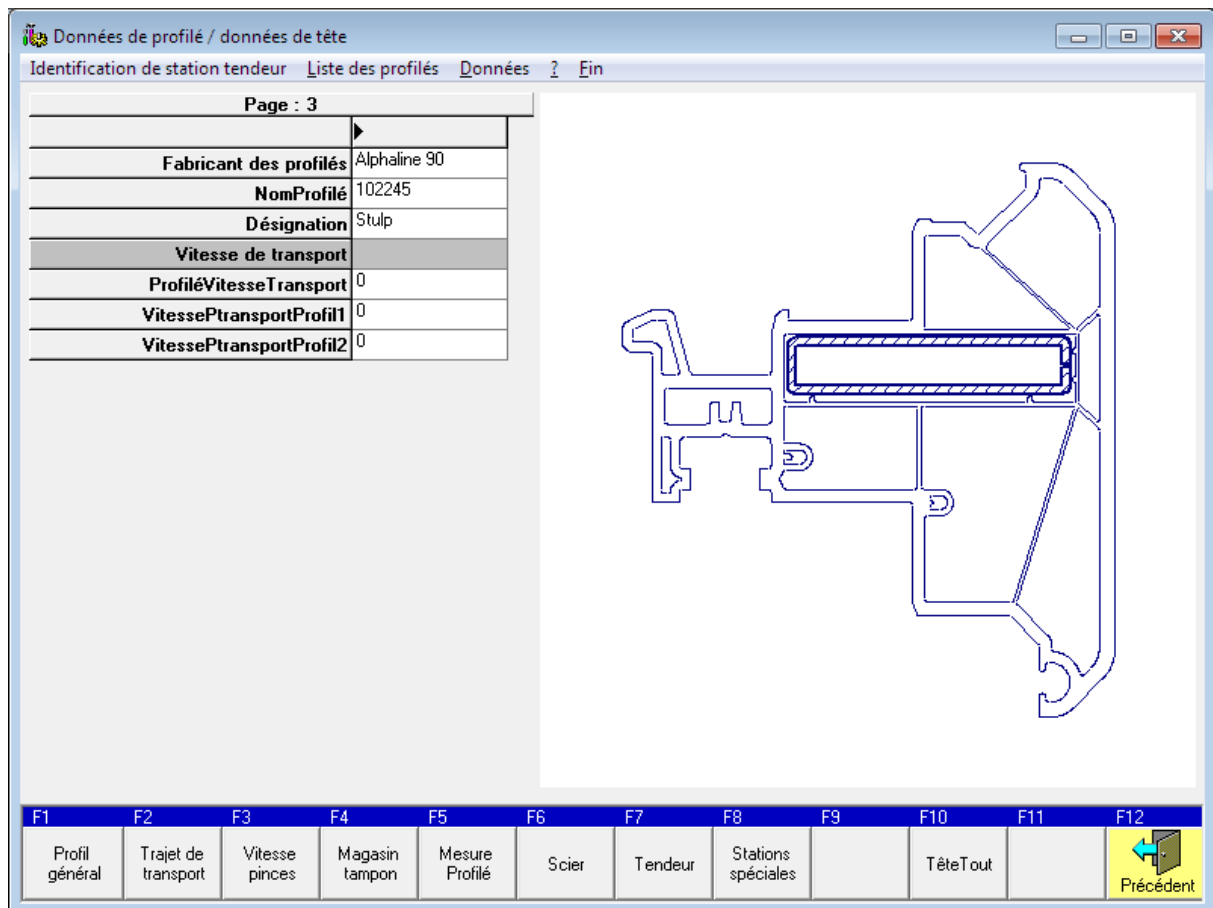 Données de profilé / données de tête
Identification de station tendeur Liste des profilés Données ? Fin
Page : 3
Fabricant des profilés Alphaline 90
NomProfilé 102245
Désignation Stulp
Vitesse de transport
ProfiléVitesseTransport 0
VitessePtransportProfil1 0
VitessePtransportProfil2 0
F1 F2 F3 F4 F5 F6 F7 F8 F9 F10 F11 F12
Profil général
Trajet de transport
Vitesse pinces
Magasin tampon
Mesure Profilé
Scier
Tendeur
Stations spéciales
TêteTout
Précédent